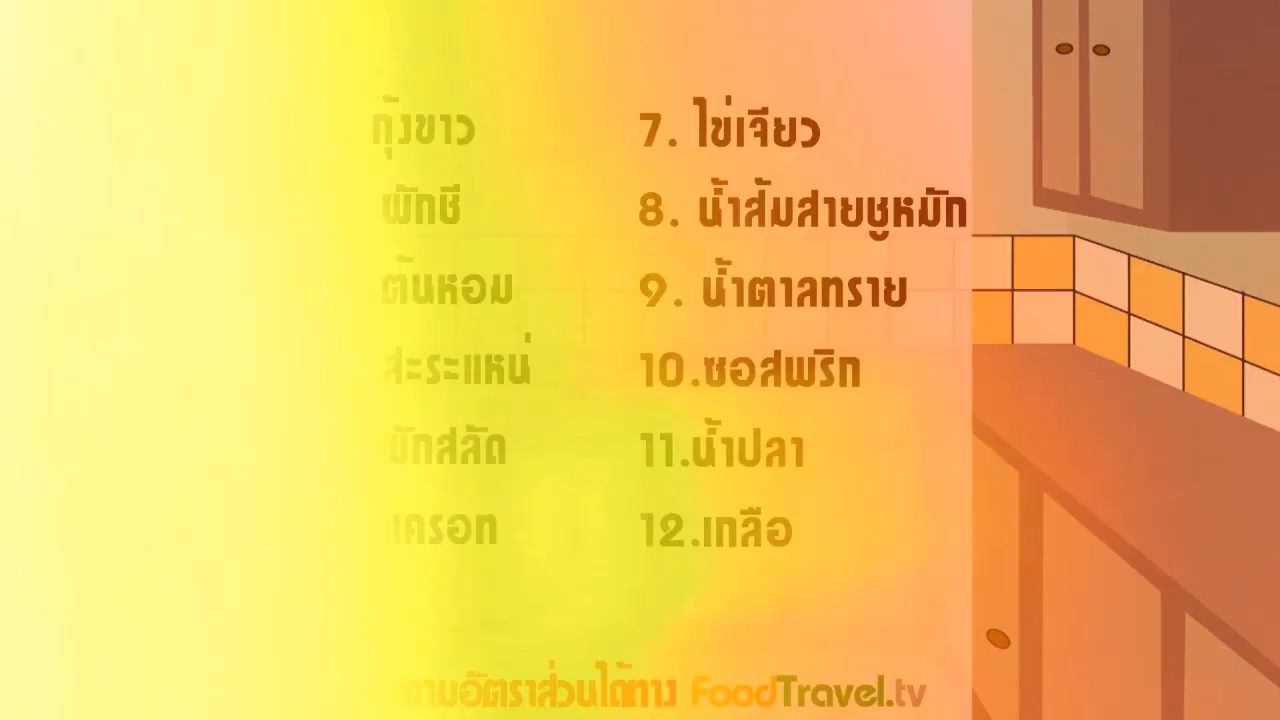 กุ้งขาว
ผักชี
ต้นหอม
สะระแหน่
ผักสลัด
แครอท
7. ไข่เจียว
8. น้ำส้มสายชูหมัก
9. น้ำตาลทราย
10.ซอสพริก
11.น้ำปลา
12.เกลือ
ตามอัตราส่วนได้ทาง FoodTravel.tv